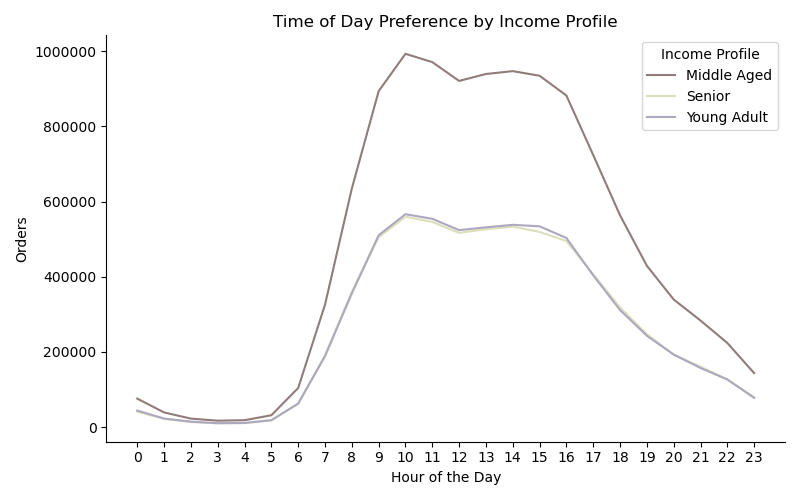 Time of Day Preference by Income Profile
Income Profile
Middle Aged
Senior
Young Adult
Orders
1000000
800000
600000
400000
200000
0
0 1 2 3 4 5 6 7 8 9 10 11 12 13 14 15 16 17 18 19 20 21 22 23
Hour of the Day